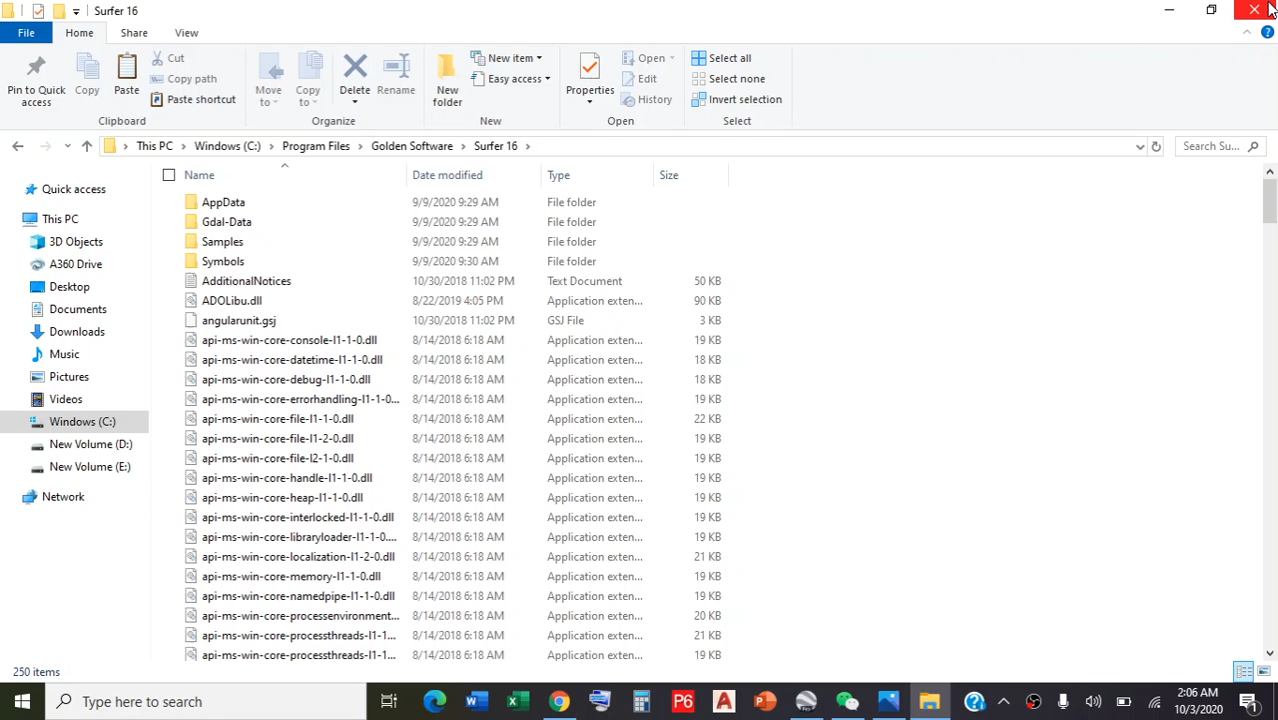 Surfer 16
File Home Share View
Pin to Quick access
Copy
Paste
Cut
Copy path
Paste shortcut
Clipboard
Move to
Copy to
Delete
Rename
Organize
New folder
New item
Easy access
New
Properties
Open
Edit
History
Open
Select all
Select none
Invert selection
Select
This PC > Windows (C:) > Program Files > Golden Software > Surfer 16 >
Search Su...
Quick access
This PC
3D Objects
A360 Drive
Desktop
Documents
Downloads
Music
Pictures
Videos
Windows (C:)
New Volume (D:)
New Volume (E:)
Network
Name Date modified Type Size
AppData 9/9/2020 9:29 AM File folder
Gdal-Data 9/9/2020 9:29 AM File folder
Samples 9/9/2020 9:29 AM File folder
Symbols 9/9/2020 9:30 AM File folder
AdditionalNotices 10/30/2018 11:02 PM Text Document 50 KB
ADOLibu.dll 8/22/2019 4:05 PM Application exten... 90 KB
angularunit.gsj 10/30/2018 11:02 PM GSJ File 3 KB
api-ms-win-core-console-l1-1-0.dll 8/14/2018 6:18 AM Application exten... 19 KB
api-ms-win-core-datetime-l1-1-0.dll 8/14/2018 6:18 AM Application exten... 18 KB
api-ms-win-core-debug-l1-1-0.dll 8/14/2018 6:18 AM Application exten... 18 KB
api-ms-win-core-errorhandling-l1-1-0... 8/14/2018 6:18 AM Application exten... 19 KB
api-ms-win-core-file-l1-1-0.dll 8/14/2018 6:18 AM Application exten... 22 KB
api-ms-win-core-file-l1-2-0.dll 8/14/2018 6:18 AM Application exten... 19 KB
api-ms-win-core-file-l2-1-0.dll 8/14/2018 6:18 AM Application exten... 19 KB
api-ms-win-core-handle-l1-1-0.dll 8/14/2018 6:18 AM Application exten... 19 KB
api-ms-win-core-heap-l1-1-0.dll 8/14/2018 6:18 AM Application exten... 19 KB
api-ms-win-core-interlocked-l1-1-0.dll 8/14/2018 6:18 AM Application exten... 19 KB
api-ms-win-core-libraryloader-l1-1-0.... 8/14/2018 6:18 AM Application exten... 19 KB
api-ms-win-core-localization-l1-2-0.dll 8/14/2018 6:18 AM Application exten... 21 KB
api-ms-win-core-memory-l1-1-0.dll 8/14/2018 6:18 AM Application exten... 19 KB
api-ms-win-core-namedpipe-l1-1-0.dll 8/14/2018 6:18 AM Application exten... 19 KB
api-ms-win-core-processenvironment... 8/14/2018 6:18 AM Application exten... 20 KB
api-ms-win-core-processthreads-l1-1... 8/14/2018 6:18 AM Application exten... 21 KB
api-ms-win-core-processthreads-l1-1... 8/14/2018 6:18 AM Application exten... 19 KB
250 items
Type here to search
P6
2:06 AM
10/3/2020
1